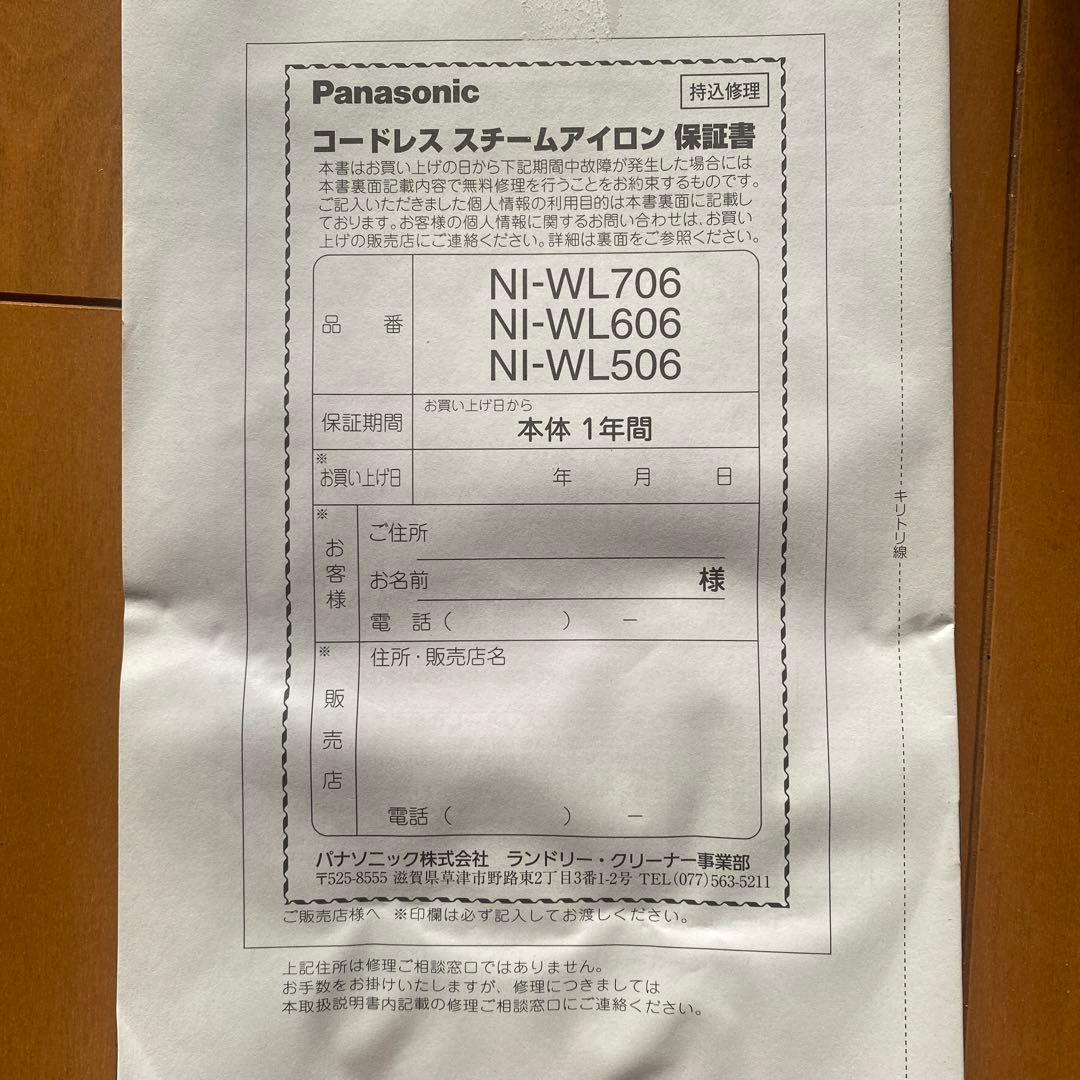 Panasonic
持込修理
コードレス スチームアイロン 保証書
本書はお買い上げの日から下記期間中故障が発生した場合には
本書裏面記載内容で無料修理を行うことをお約束するものです。
ご記入いただきました個人情報の利用目的は本書裏面に記載し
ております。お客様の個人情報に関するお問い合わせは、お買い
上げの販売店にご連絡ください。詳細は裏面をご参照ください。
品 番
NI-WL706
NI-WL606
NI-WL506
保証期間
お買い上げ日から
本体 1年間
※
お買い上げ日
年 月 日
※
お客様
ご住所
お名前 様
電 話 ( ) ー
※
販売店
住所・販売店名
電話 ( ) ー
パナソニック株式会社 ランドリー・クリーナー事業部
〒525-8555 滋賀県草津市野路東2丁目3番1-2号 TEL(077)563-5211
ご販売店様へ ※印欄は必ず記入してお渡しください。
上記住所は修理ご相談窓口ではありません。
お手数をお掛けいたしますが、修理につきましては
本取扱説明書内記載の修理ご相談窓口にご連絡ください。
キリトリ線